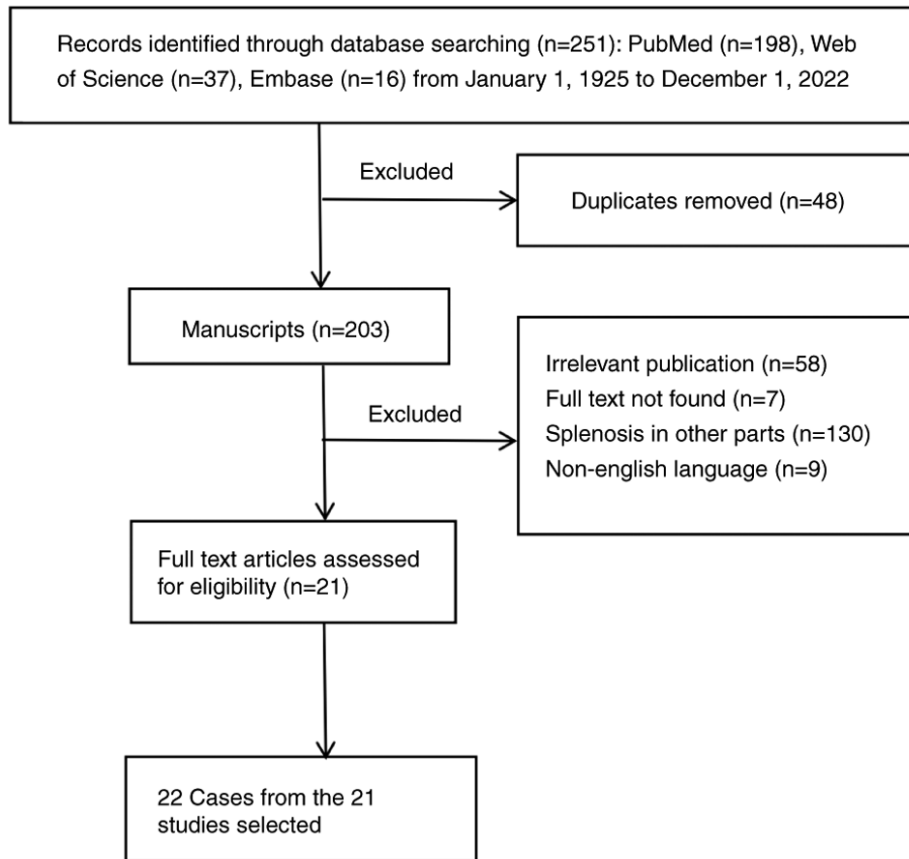 Records identified through database searching (n=251): PubMed (n=198), Web
of Science (n=37), Embase (n=16) from January 1, 1925 to December 1, 2022
Excluded
Duplicates removed (n=48)
Manuscripts (n=203)
Excluded
Irrelevant publication (n=58)
Full text not found (n=7)
Splenosis in other parts (n=130)
Non-english language (n=9)
Full text articles assessed
for eligibility (n=21)
22 Cases from the 21
studies selected